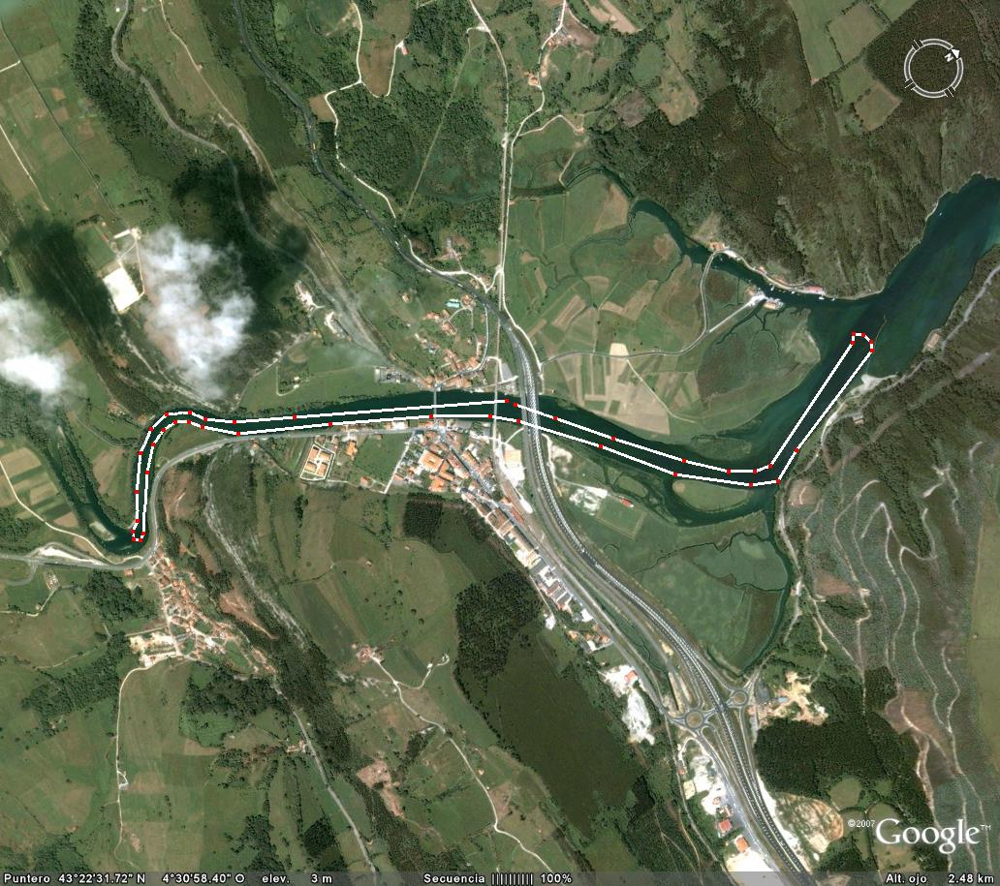 N
©2007 Google™
Puntero 43°22'31.72" N 4°30'58.40" O elev. 3 m Secuencia |||||||||| 100% Alt. ojo 2.48 km